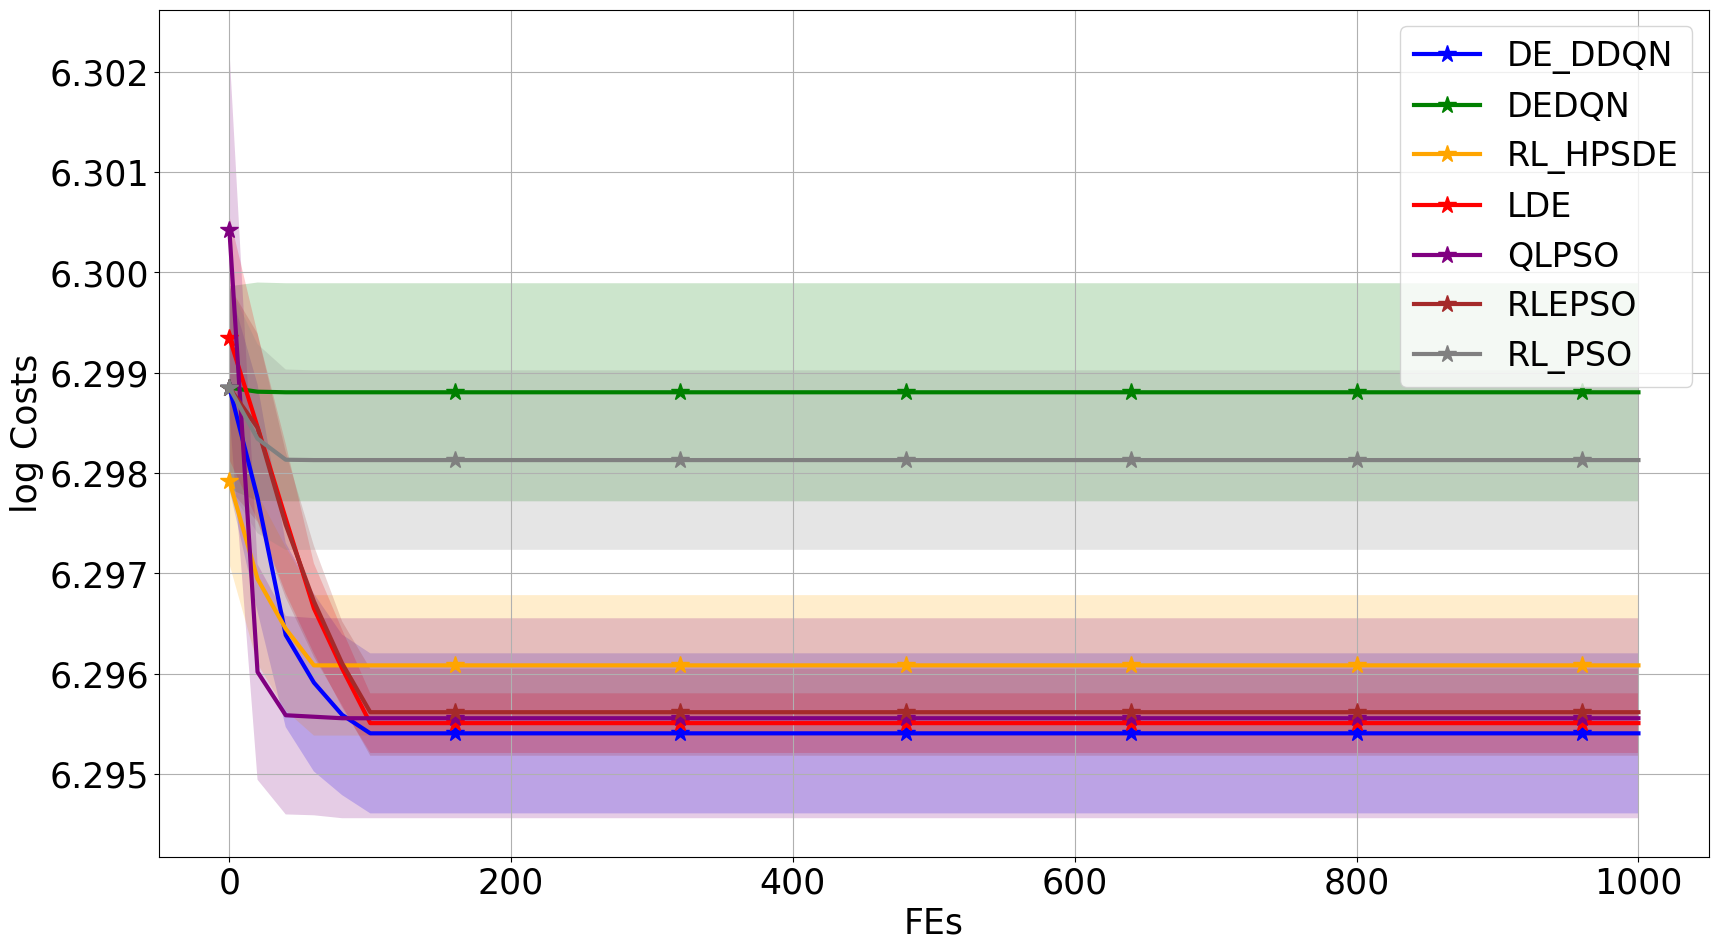 6.302
6.301
6.300
6.299
6.298
6.297
6.296
6.295
log Costs
0 200 400 600 800 1000
FEs
DE_DDQN
DEDQN
RL_HPSDE
LDE
QLPSO
RLEPSO
RL_PSO